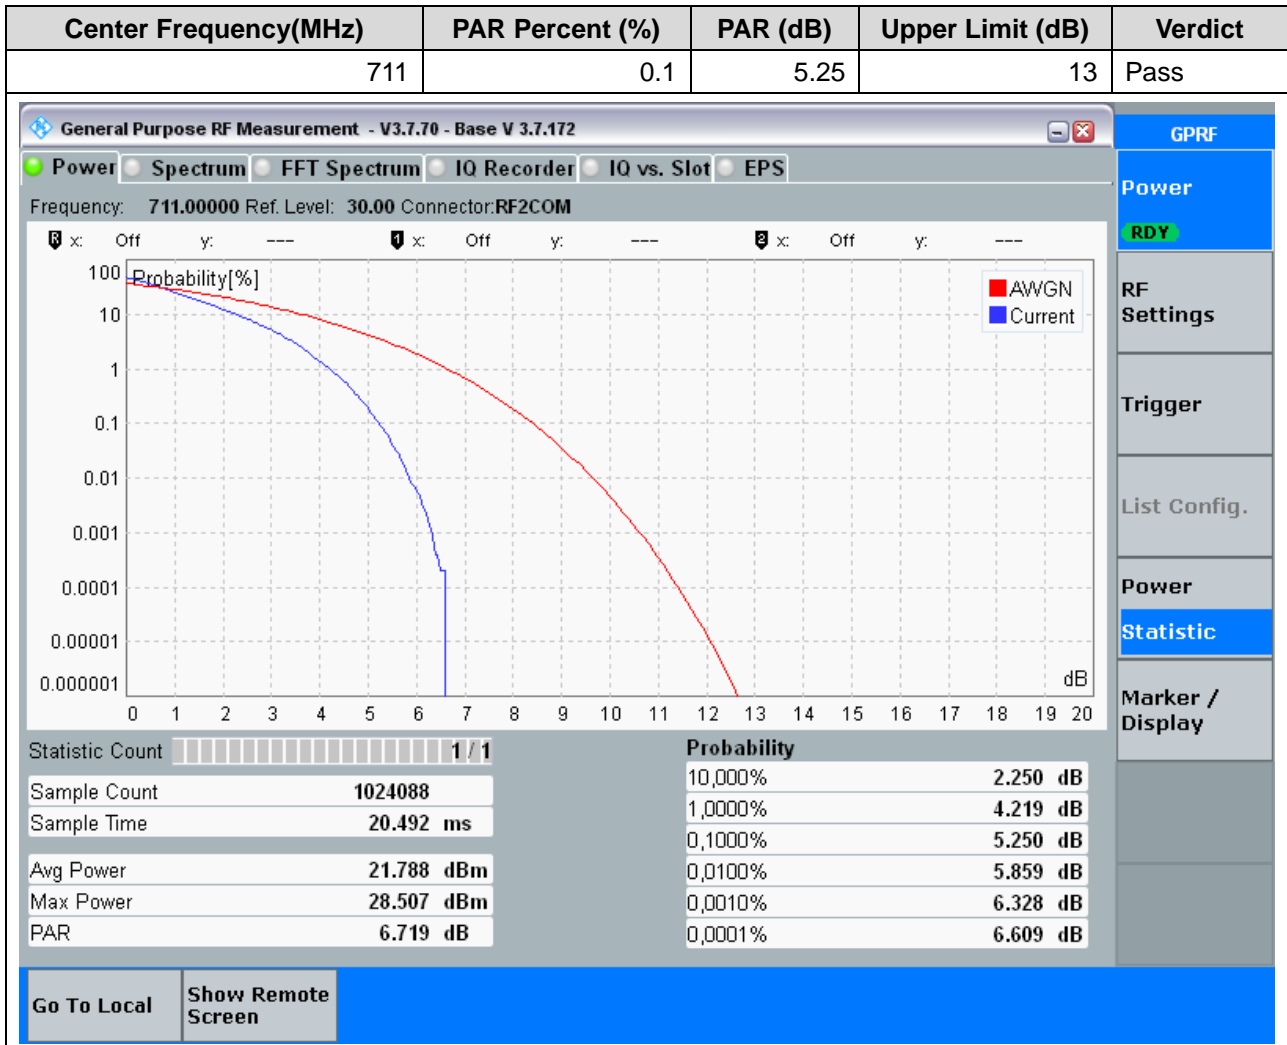 Center Frequency(MHz) PAR Percent (%) PAR (dB) Upper Limit (dB) Verdict
711 0.1 5.25 13 Pass
General Purpose RF Measurement - V3.7.70 - Base V 3.7.172
GPRF
Power Spectrum FFT Spectrum IQ Recorder IQ vs. Slot EPS
Power
RDY
Frequency: 711.00000 Ref. Level: 30.00 Connector:RF2COM
R x: Off y: --- 1 x: Off y: --- 2 x: Off y: ---
Probability[%]
AWGN
Current
100
10
1
0.1
0.01
0.001
0.0001
0.00001
0.000001
dB
0 1 2 3 4 5 6 7 8 9 10 11 12 13 14 15 16 17 18 19 20
RF
Settings
Trigger
List Config.
Power
Statistic
Marker /
Display
Statistic Count 1 / 1
Sample Count 1024088
Sample Time 20.492 ms
Avg Power 21.788 dBm
Max Power 28.507 dBm
PAR 6.719 dB
Probability
10,000% 2.250 dB
1,0000% 4.219 dB
0,1000% 5.250 dB
0,0100% 5.859 dB
0,0010% 6.328 dB
0,0001% 6.609 dB
Go To Local
Show Remote
Screen